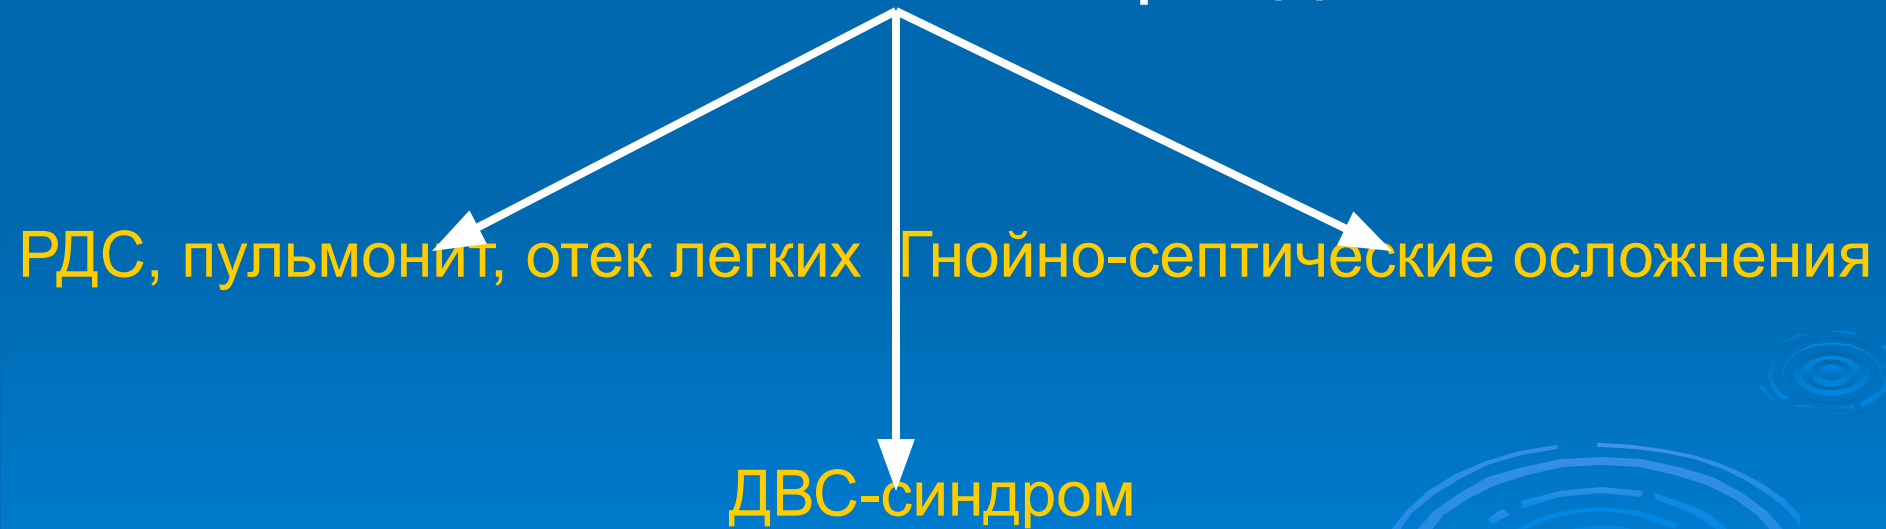 РДС, пульмонит, отек легких Гнойно-септические осложнения
ДВС-синдром